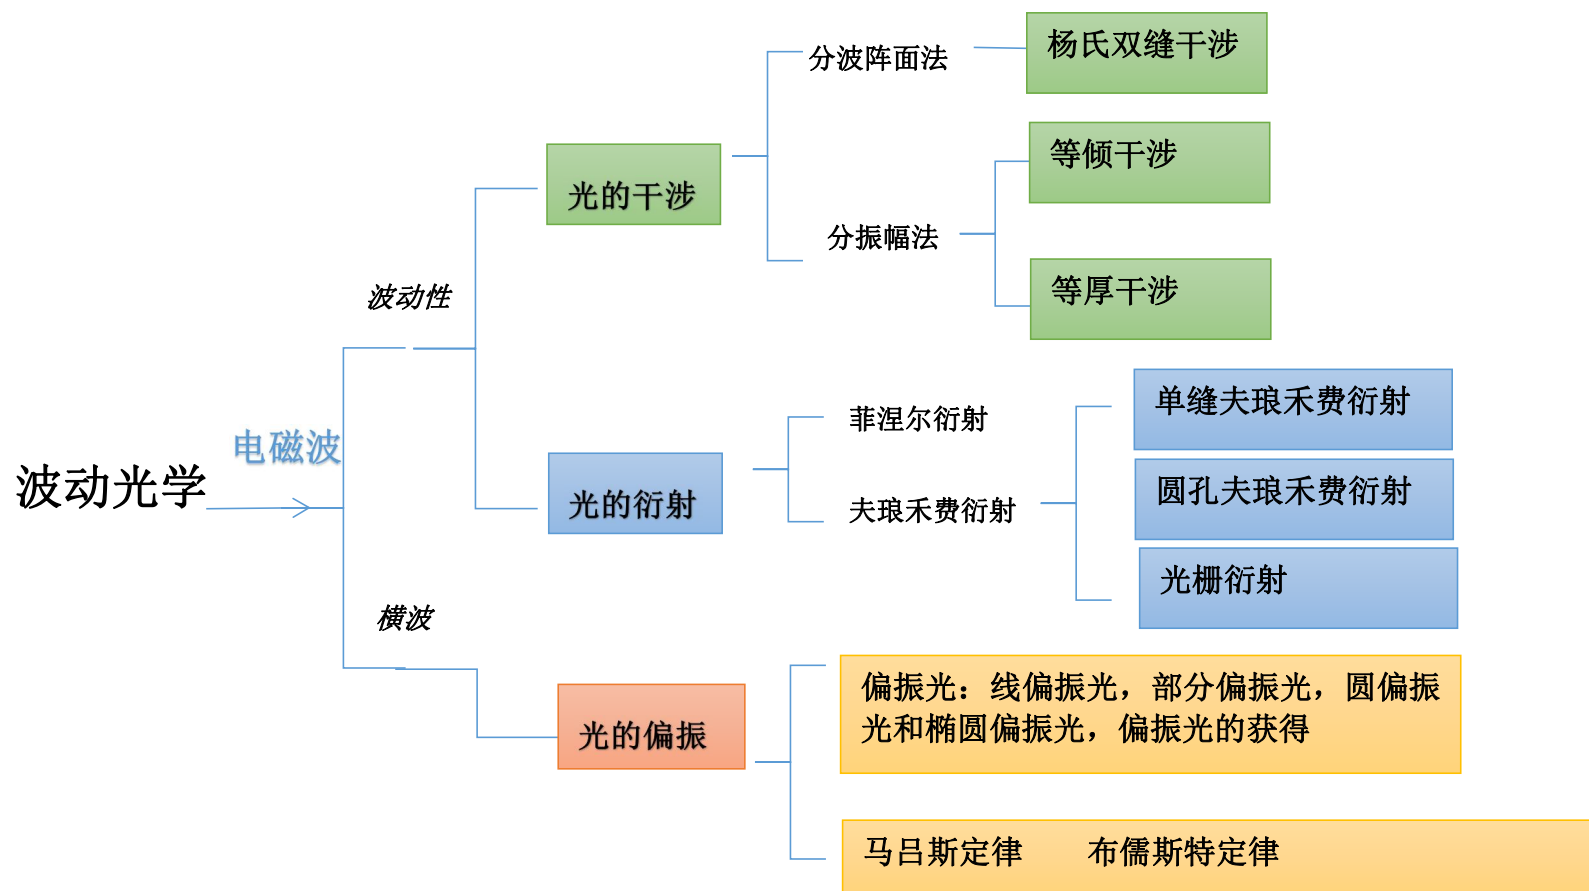 波动光学
电磁波
波动性
光的干涉
分波阵面法
杨氏双缝干涉
分振幅法
等倾干涉
等厚干涉
光的衍射
菲涅尔衍射
夫琅禾费衍射
单缝夫琅禾费衍射
圆孔夫琅禾费衍射
光栅衍射
横波
光的偏振
偏振光：线偏振光，部分偏振光，圆偏振
光和椭圆偏振光，偏振光的获得
马吕斯定律 布儒斯特定律